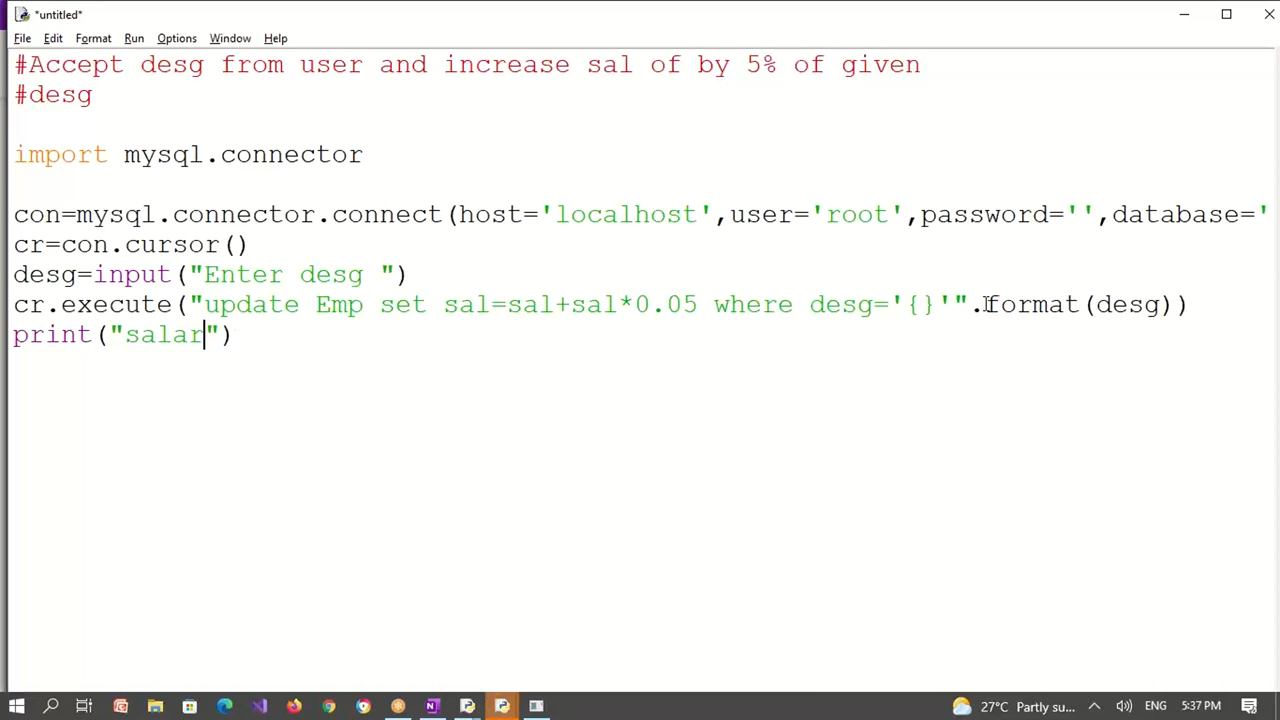 *untitled*
File Edit Format Run Options Window Help
#Accept desg from user and increase sal of by 5% of given
#desg
import mysql.connector
con=mysql.connector.connect(host='localhost',user='root',password='',database='
cr=con.cursor()
desg=input("Enter desg ")
cr.execute("update Emp set sal=sal+sal*0.05 where desg='{}'".format(desg))
print("salar")
27°C Partly su... ENG 5:37 PM